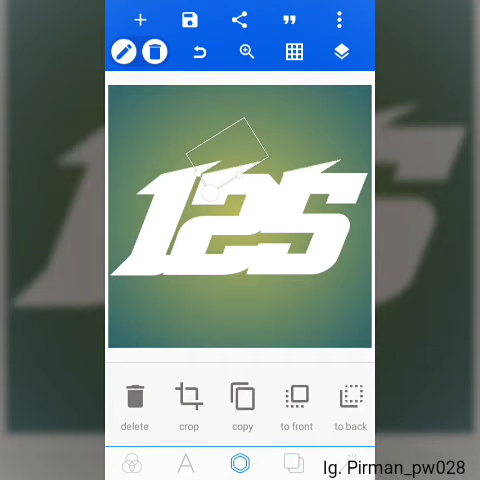 125
delete
crop
copy
to front
to back
Ig. Pirman_pw028